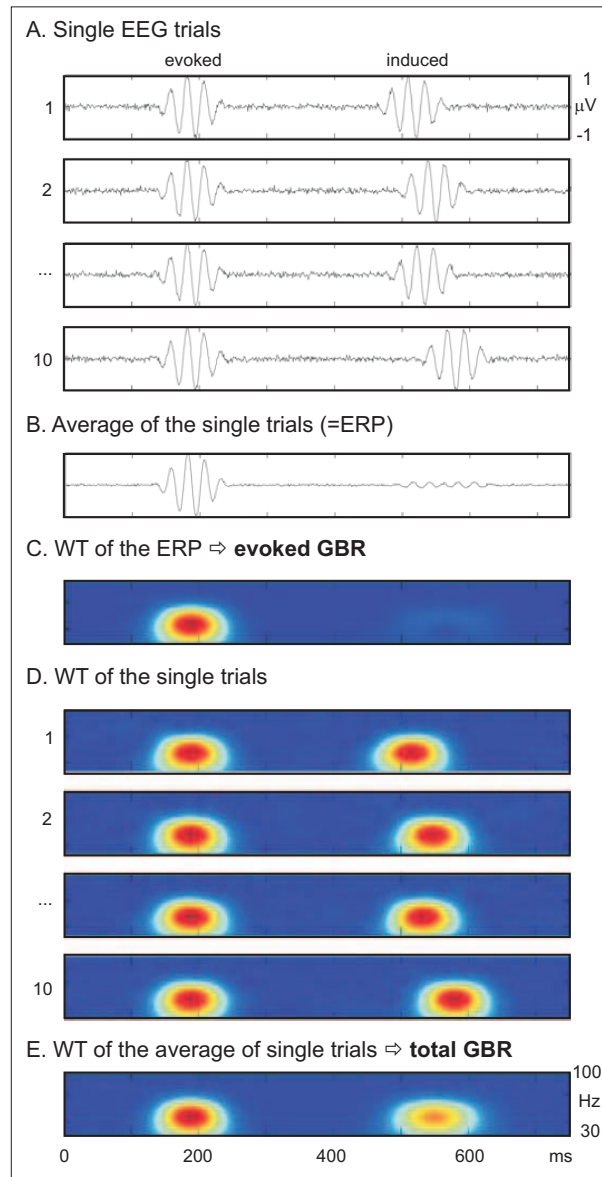 A. Single EEG trials
evoked induced
1
1
µV
-1
2
...
10
B. Average of the single trials (=ERP)
C. WT of the ERP ⇨ evoked GBR
D. WT of the single trials
1
2
...
10
E. WT of the average of single trials ⇨ total GBR
100
Hz
30
0 200 400 600 ms